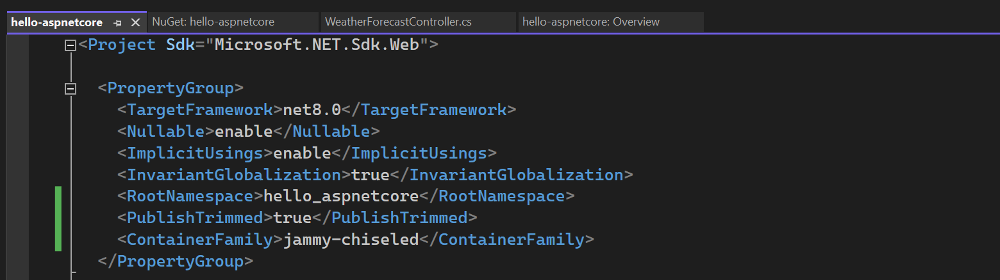 hello-aspnetcore NuGet: hello-aspnetcore WeatherForecastController.cs hello-aspnetcore: Overview
<Project Sdk="Microsoft.NET.Sdk.Web">
<PropertyGroup>
<TargetFramework>net8.0</TargetFramework>
<Nullable>enable</Nullable>
<ImplicitUsings>enable</ImplicitUsings>
<InvariantGlobalization>true</InvariantGlobalization>
<RootNamespace>hello_aspnetcore</RootNamespace>
<PublishTrimmed>true</PublishTrimmed>
<ContainerFamily>jammy-chiseled</ContainerFamily>
</PropertyGroup>